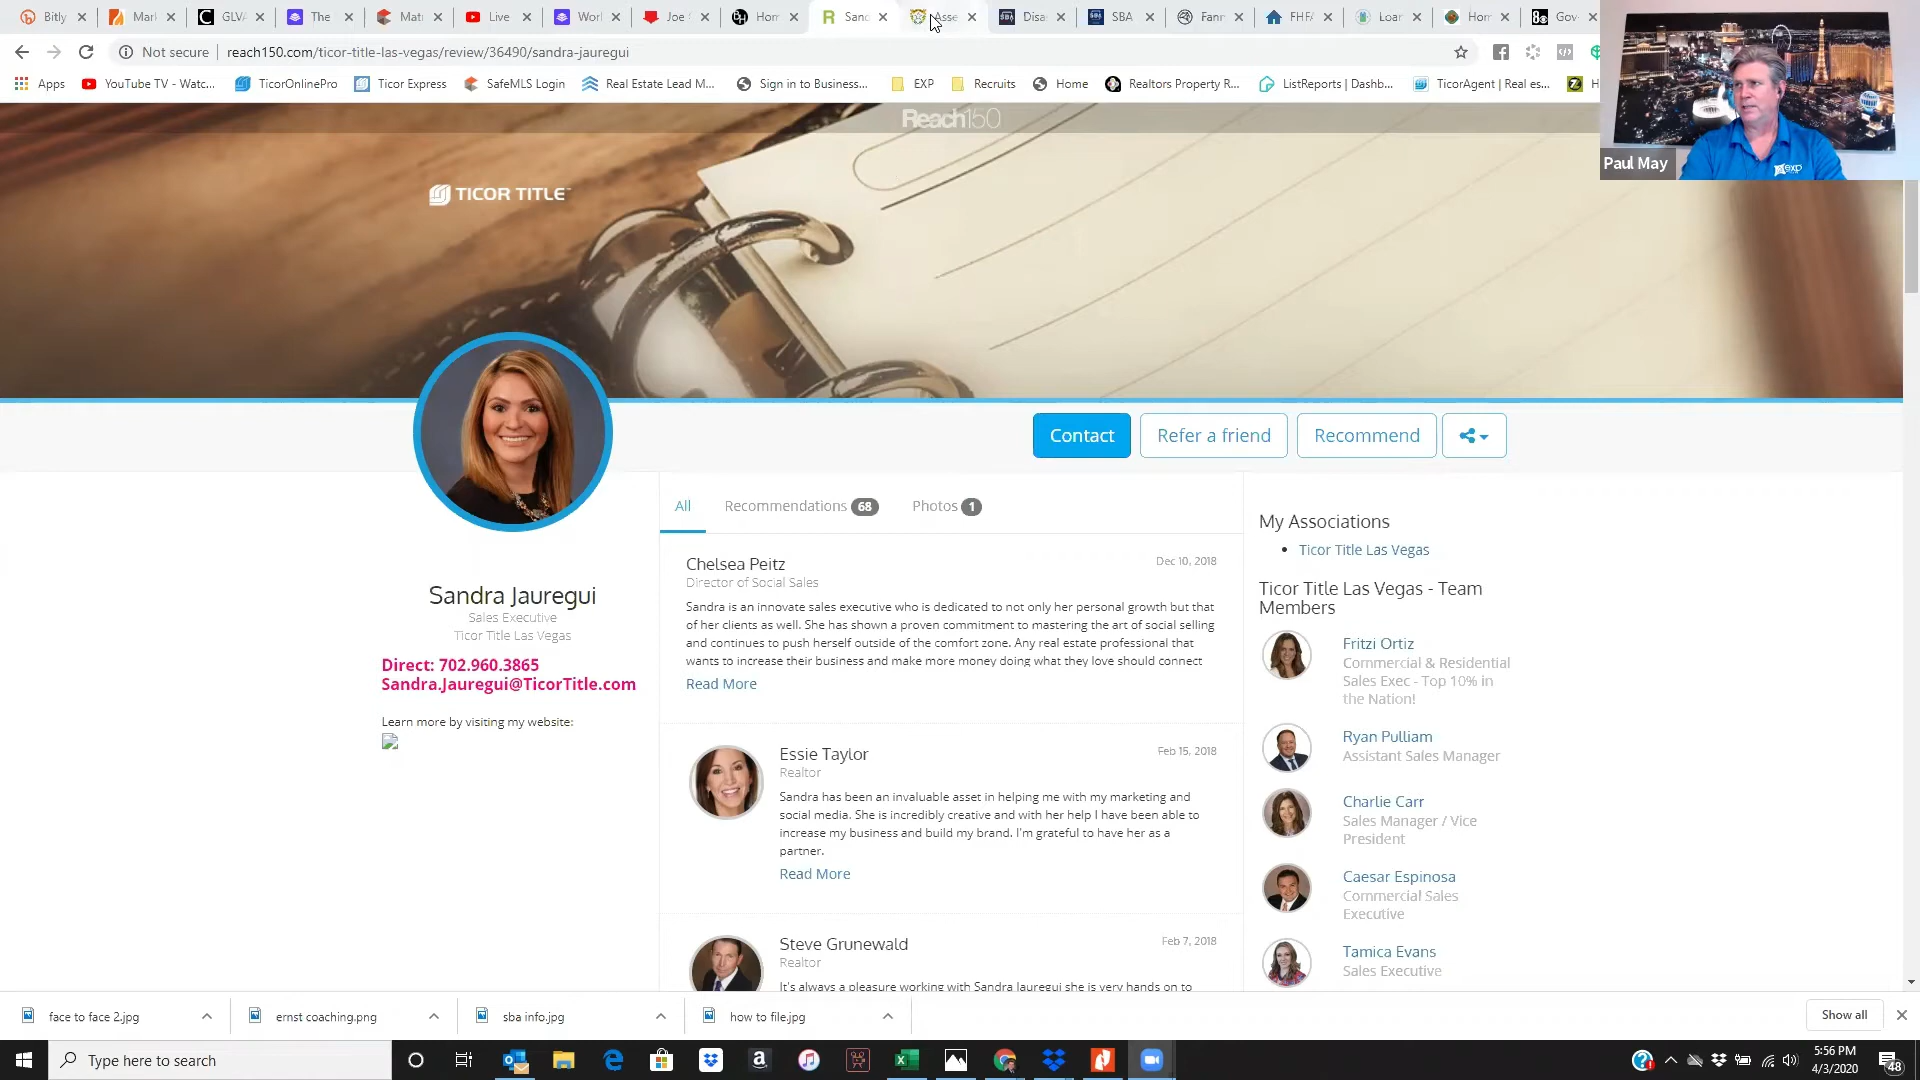 Bitly
Mark
GLVA
The
Matr
Live
Worl
Joe
Hom
Sanc
Asse
Disa
SBA
Fann
FHFA
Loan
Hom
Gov
Not secure
reach150.com/ticor-title-las-vegas/review/36490/sandra-jauregui
Apps
YouTube TV - Watc...
TicorOnlinePro
Ticor Express
SafeMLS Login
Real Estate Lead M...
Sign in to Business...
EXP
Recruits
Home
Realtors Property R...
ListReports | Dashb...
TicorAgent | Real es...
H
Reach150
exp
Paul May
TICOR TITLE
Contact
Refer a friend
Recommend
All
Recommendations 68
Photos 1
Sandra Jauregui
Sales Executive
Ticor Title Las Vegas
Direct: 702.960.3865
Sandra.Jauregui@TicorTitle.com
Learn more by visiting my website:
Chelsea Peitz
Dec 10, 2018
Director of Social Sales
Sandra is an innovate sales executive who is dedicated to not only her personal growth but that
of her clients as well. She has shown a proven commitment to mastering the art of social selling
and continues to push herself outside of the comfort zone. Any real estate professional that
wants to increase their business and make more money doing what they love should connect
Read More
Essie Taylor
Feb 15, 2018
Realtor
Sandra has been an invaluable asset in helping me with my marketing and
social media. She is incredibly creative and with her help I have been able to
increase my business and build my brand. I'm grateful to have her as a
partner.
Read More
Steve Grunewald
Feb 7, 2018
Realtor
It's always a pleasure working with Sandra Jauregui she is very hands on to
My Associations
Ticor Title Las Vegas
Ticor Title Las Vegas - Team
Members
Fritzi Ortiz
Commercial & Residential
Sales Exec - Top 10% in
the Nation!
Ryan Pulliam
Assistant Sales Manager
Charlie Carr
Sales Manager / Vice
President
Caesar Espinosa
Commercial Sales
Executive
Tamica Evans
Sales Executive
face to face 2.jpg
ernst coaching.png
sba info.jpg
how to file.jpg
Show all
Type here to search
5:56 PM
4/3/2020
48